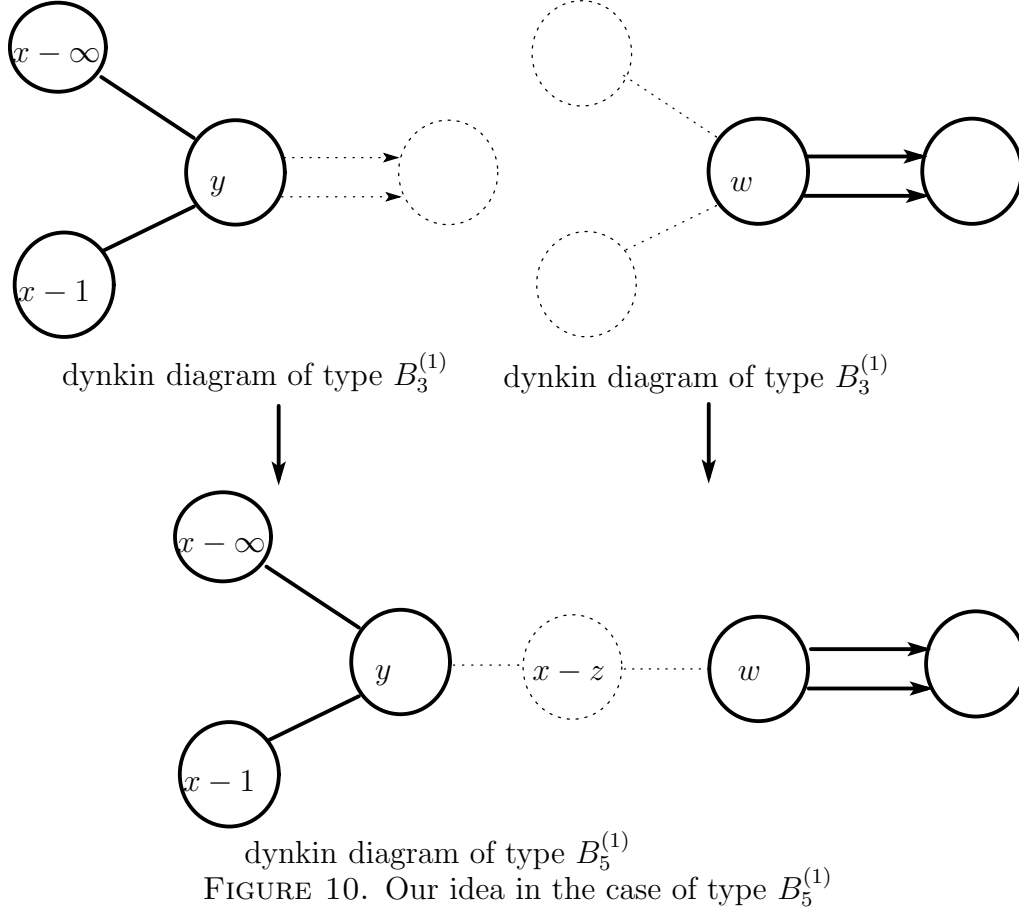 x − ∞
y
w
x − 1
dynkin diagram of type $B_3^{(1)}$
dynkin diagram of type $B_3^{(1)}$
x − ∞
y
x − z
w
x − 1
dynkin diagram of type $B_5^{(1)}$
FIGURE 10. Our idea in the case of type $B_5^{(1)}$